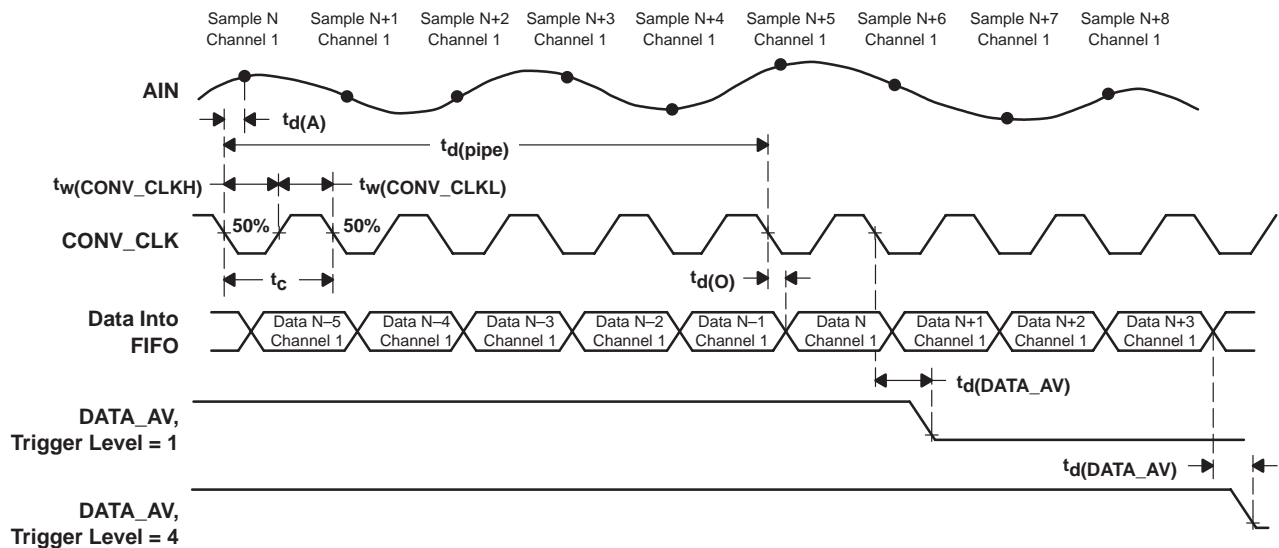 Sample N
Channel 1
Sample N+1
Channel 1
Sample N+2
Channel 1
Sample N+3
Channel 1
Sample N+4
Channel 1
Sample N+5
Channel 1
Sample N+6
Channel 1
Sample N+7
Channel 1
Sample N+8
Channel 1
AIN
td(A)
td(pipe)
tw(CONV_CLKH)
tw(CONV_CLKL)
50%
50%
CONV_CLK
tc
td(O)
Data Into
FIFO
Data N–5
Channel 1
Data N–4
Channel 1
Data N–3
Channel 1
Data N–2
Channel 1
Data N–1
Channel 1
Data N
Channel 1
Data N+1
Channel 1
Data N+2
Channel 1
Data N+3
Channel 1
td(DATA_AV)
DATA_AV,
Trigger Level = 1
td(DATA_AV)
DATA_AV,
Trigger Level = 4